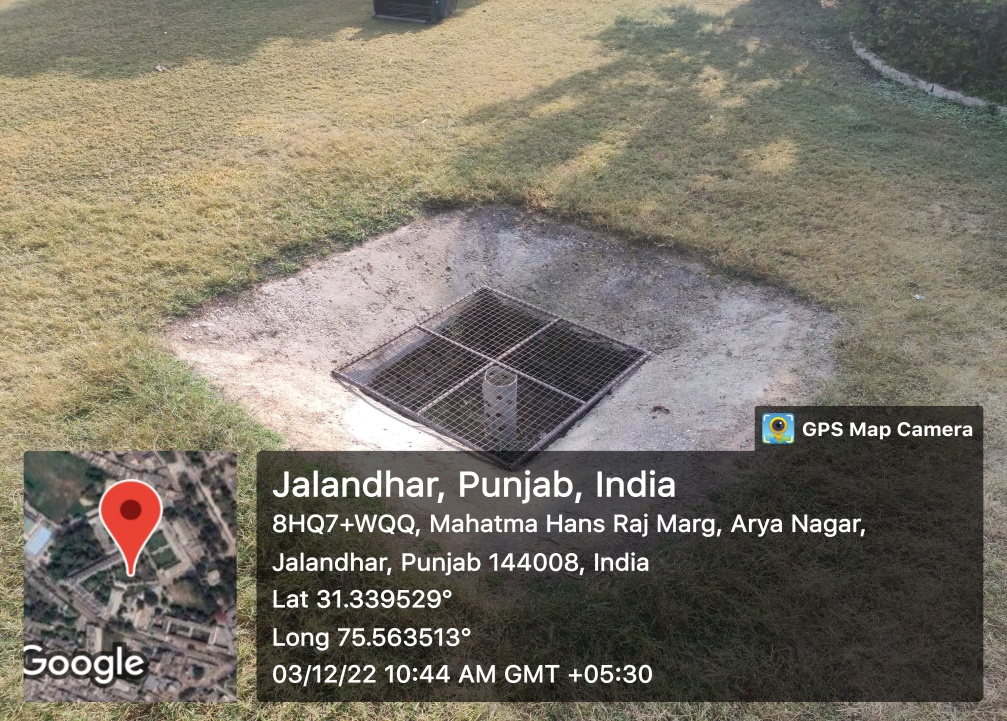 GPS Map Camera
Jalandhar, Punjab, India
8HQ7+WQQ, Mahatma Hans Raj Marg, Arya Nagar,
Jalandhar, Punjab 144008, India
Lat 31.339529°
Long 75.563513°
03/12/22 10:44 AM GMT +05:30
Google